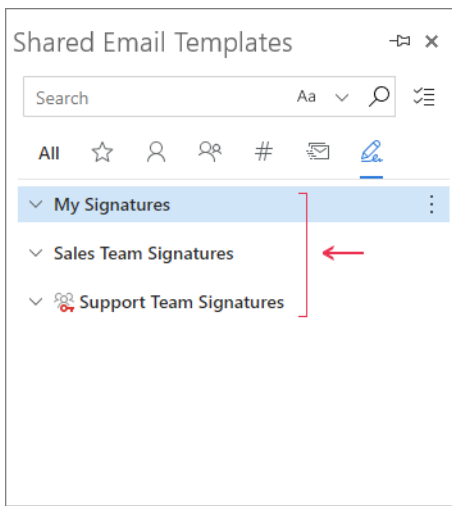 Shared Email Templates
Search Aa
All #
My Signatures
Sales Team Signatures
Support Team Signatures